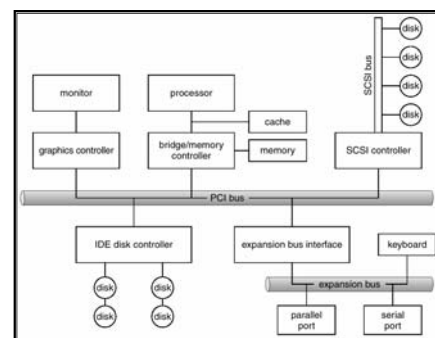 disk
disk
SCSI bus
disk
disk
monitor
processor
cache
graphics controller
bridge/memory
controller
memory
SCSI controller
PCI bus
IDE disk controller
expansion bus interface
keyboard
disk
disk
expansion bus
disk
disk
parallel
port
serial
port